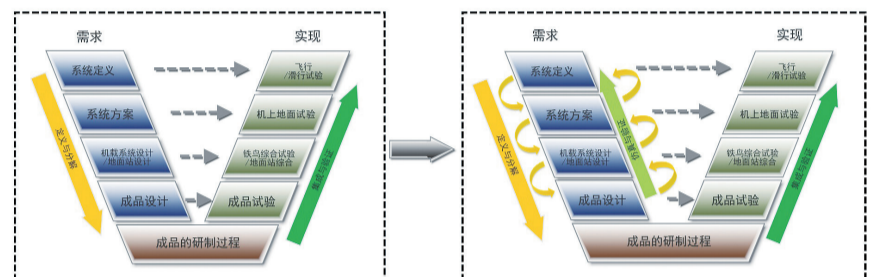 需求
实现
系统定义
飞行
/滑行试验
系统方案
机上地面试验
机载系统设计
/地面站设计
铁鸟综合试验
/地面站综合
成品设计
成品试验
成品的研制过程
定义与分解
集成与验证
需求
实现
系统定义
飞行
/滑行试验
系统方案
机上地面试验
机载系统设计
/地面站设计
铁鸟综合试验
/地面站综合
成品设计
成品试验
成品的研制过程
定义与分解
仿真与验证
集成与验证